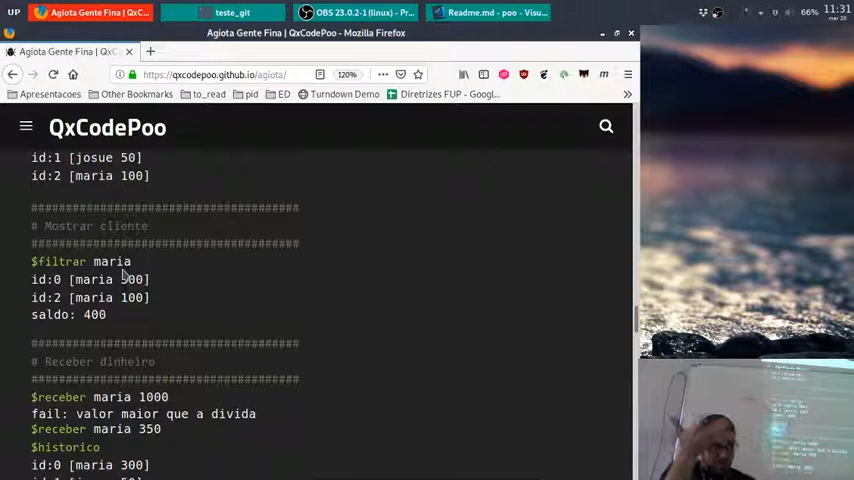 UP
Agiota Gente Fina | QxC...
teste_git
OBS 23.0.2-1 (linux) - Pr...
Readme.md - poo - Visu...
66%
11:31
mar 20
Agiota Gente Fina | QxCodePoo - Mozilla Firefox
Agiota Gente Fina | QxCod
https://qxcodepoo.github.io/agiota/
120%
Apresentacoes
Other Bookmarks
to_read
pid
ED
Turndown Demo
Diretrizes FUP - Googl...
QxCodePoo
id:1 [josue 50]
id:2 [maria 100]
#######################################
# Mostrar cliente
#######################################
$filtrar maria
id:0 [maria 300]
id:2 [maria 100]
saldo: 400
#######################################
# Receber dinheiro
#######################################
$receber maria 1000
fail: valor maior que a divida
$receber maria 350
$historico
id:0 [maria 300]